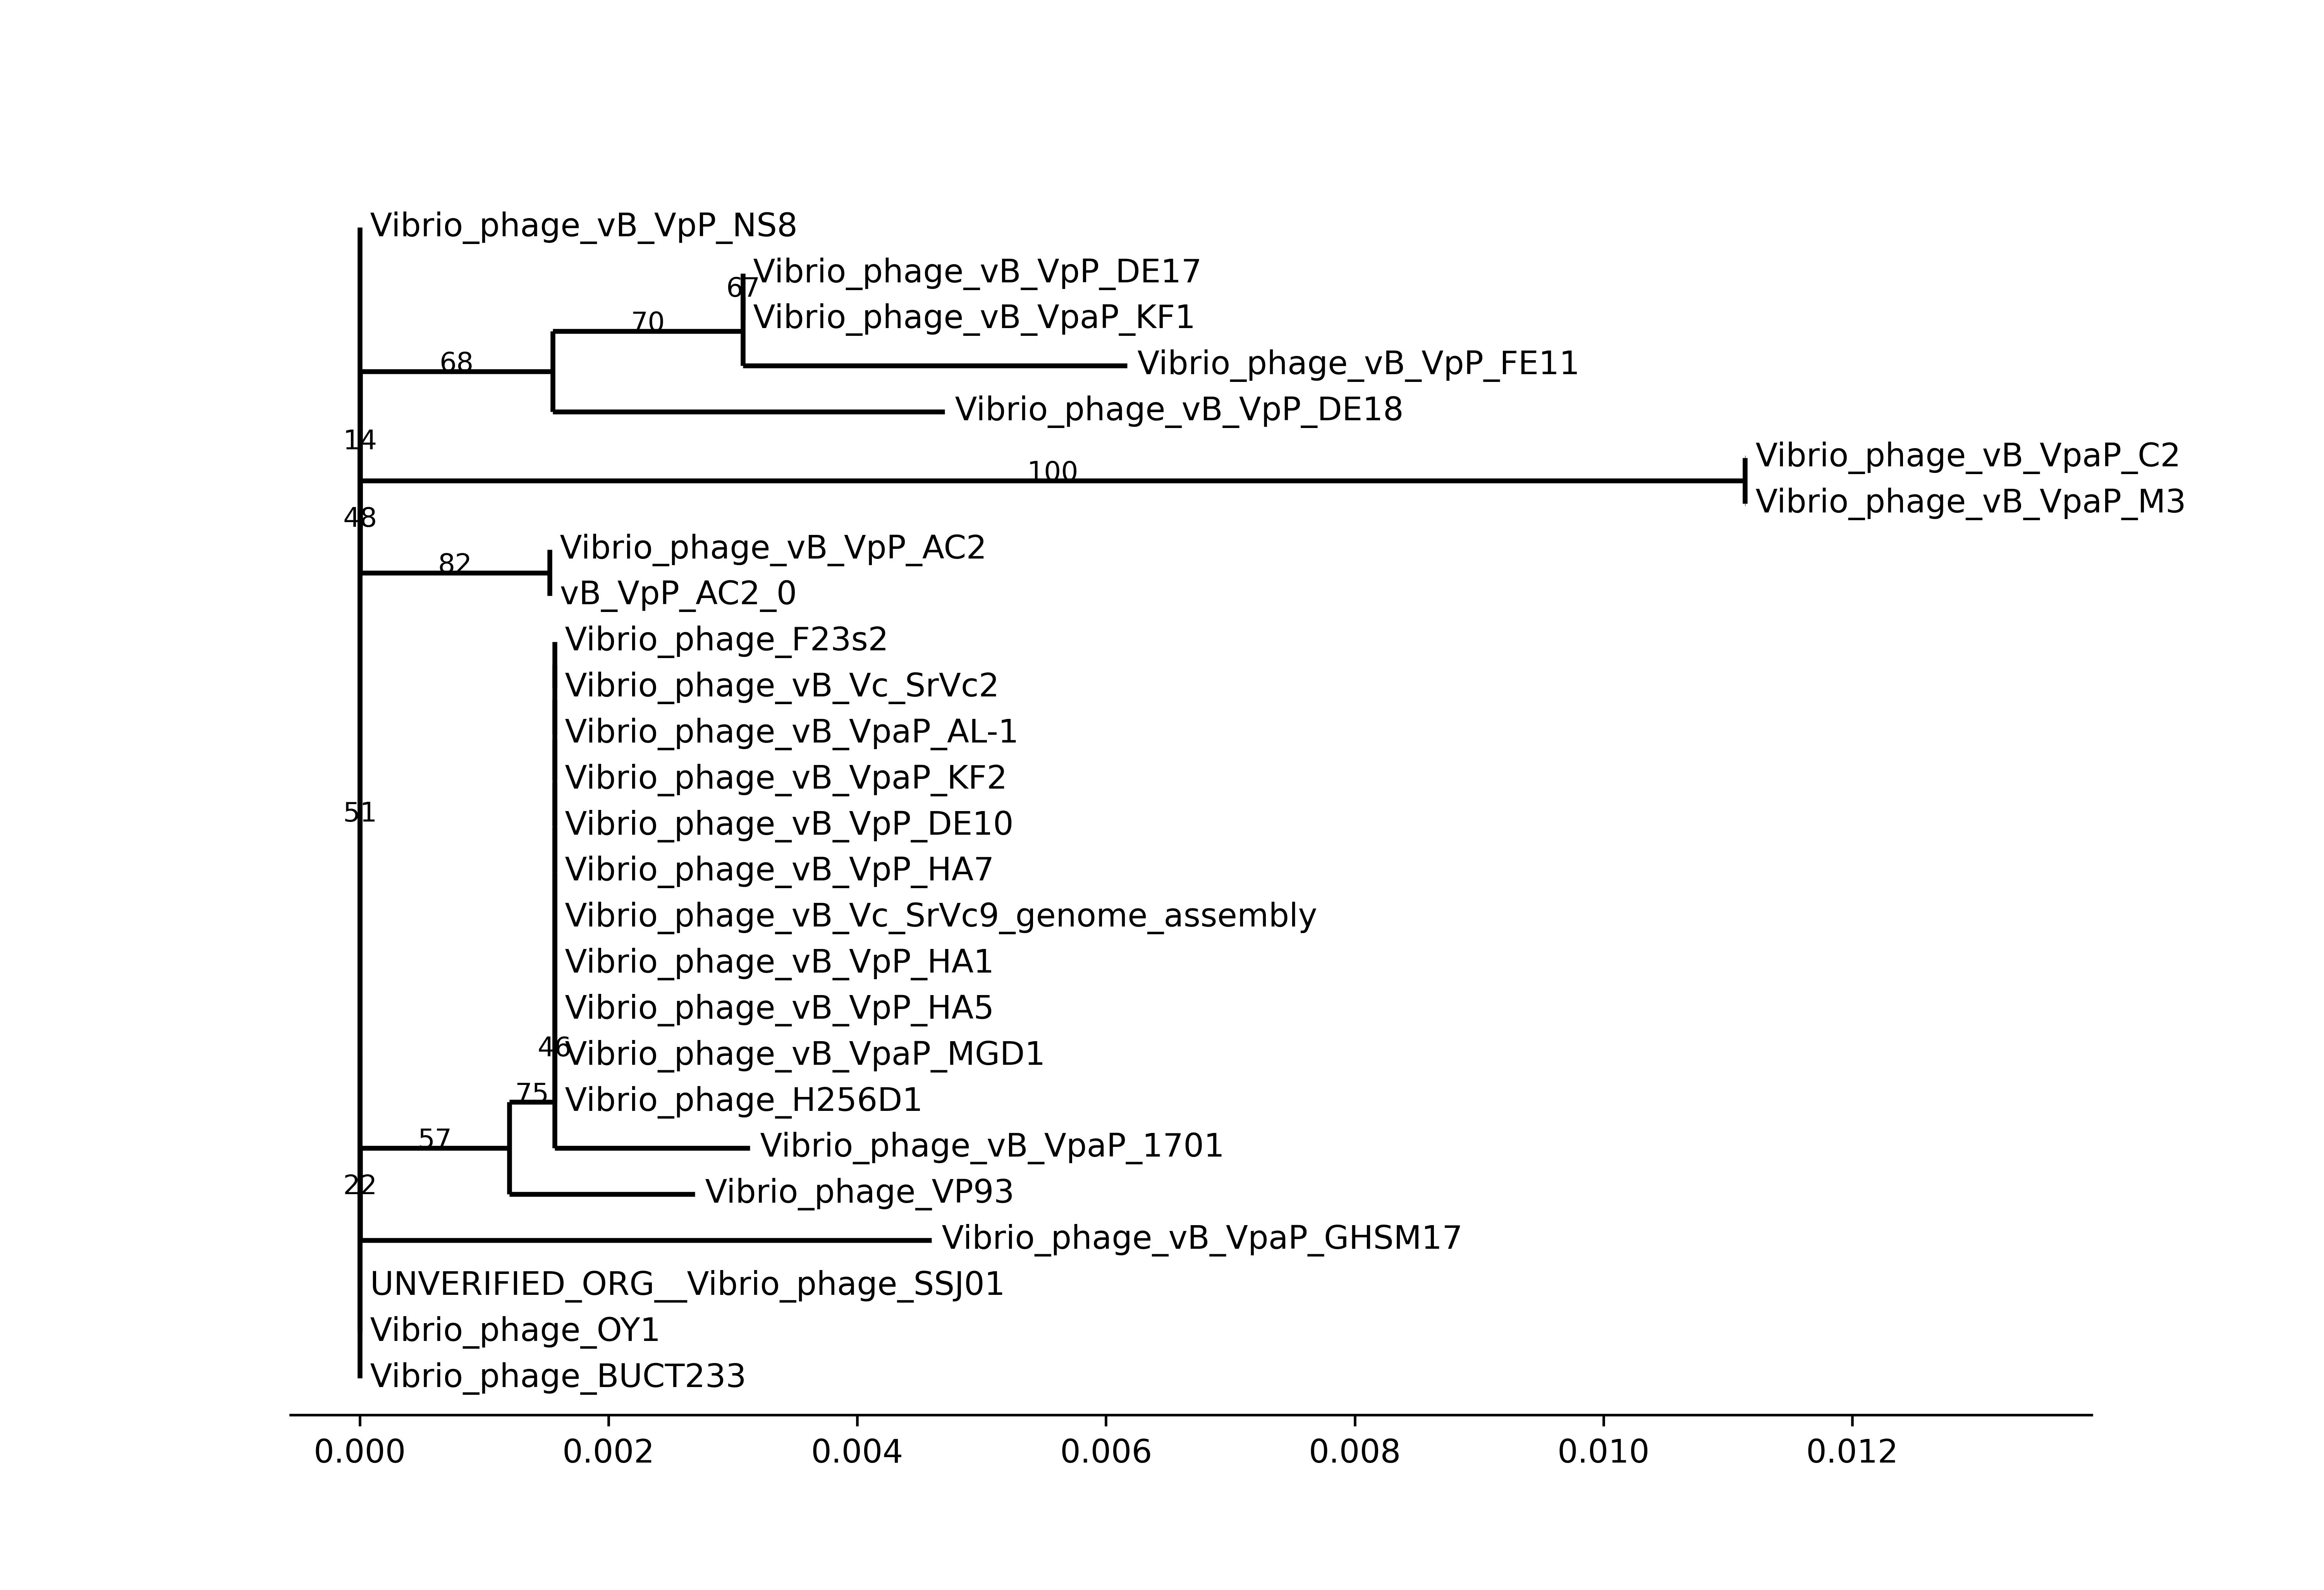 Vibrio_phage_vB_VpP_NS8
Vibrio_phage_vB_VpP_DE17
67
Vibrio_phage_vB_VpaP_KF1
70
Vibrio_phage_vB_VpP_FE11
68
Vibrio_phage_vB_VpP_DE18
14
Vibrio_phage_vB_VpaP_C2
100
Vibrio_phage_vB_VpaP_M3
48
Vibrio_phage_vB_VpP_AC2
82
vB_VpP_AC2_0
Vibrio_phage_F23s2
Vibrio_phage_vB_Vc_SrVc2
Vibrio_phage_vB_VpaP_AL-1
Vibrio_phage_vB_VpaP_KF2
51
Vibrio_phage_vB_VpP_DE10
Vibrio_phage_vB_VpP_HA7
Vibrio_phage_vB_Vc_SrVc9_genome_assembly
Vibrio_phage_vB_VpP_HA1
Vibrio_phage_vB_VpP_HA5
46
Vibrio_phage_vB_VpaP_MGD1
75
Vibrio_phage_H256D1
57
Vibrio_phage_vB_VpaP_1701
22
Vibrio_phage_VP93
Vibrio_phage_vB_VpaP_GHSM17
UNVERIFIED_ORG__Vibrio_phage_SSJ01
Vibrio_phage_OY1
Vibrio_phage_BUCT233
0.000 0.002 0.004 0.006 0.008 0.010 0.012